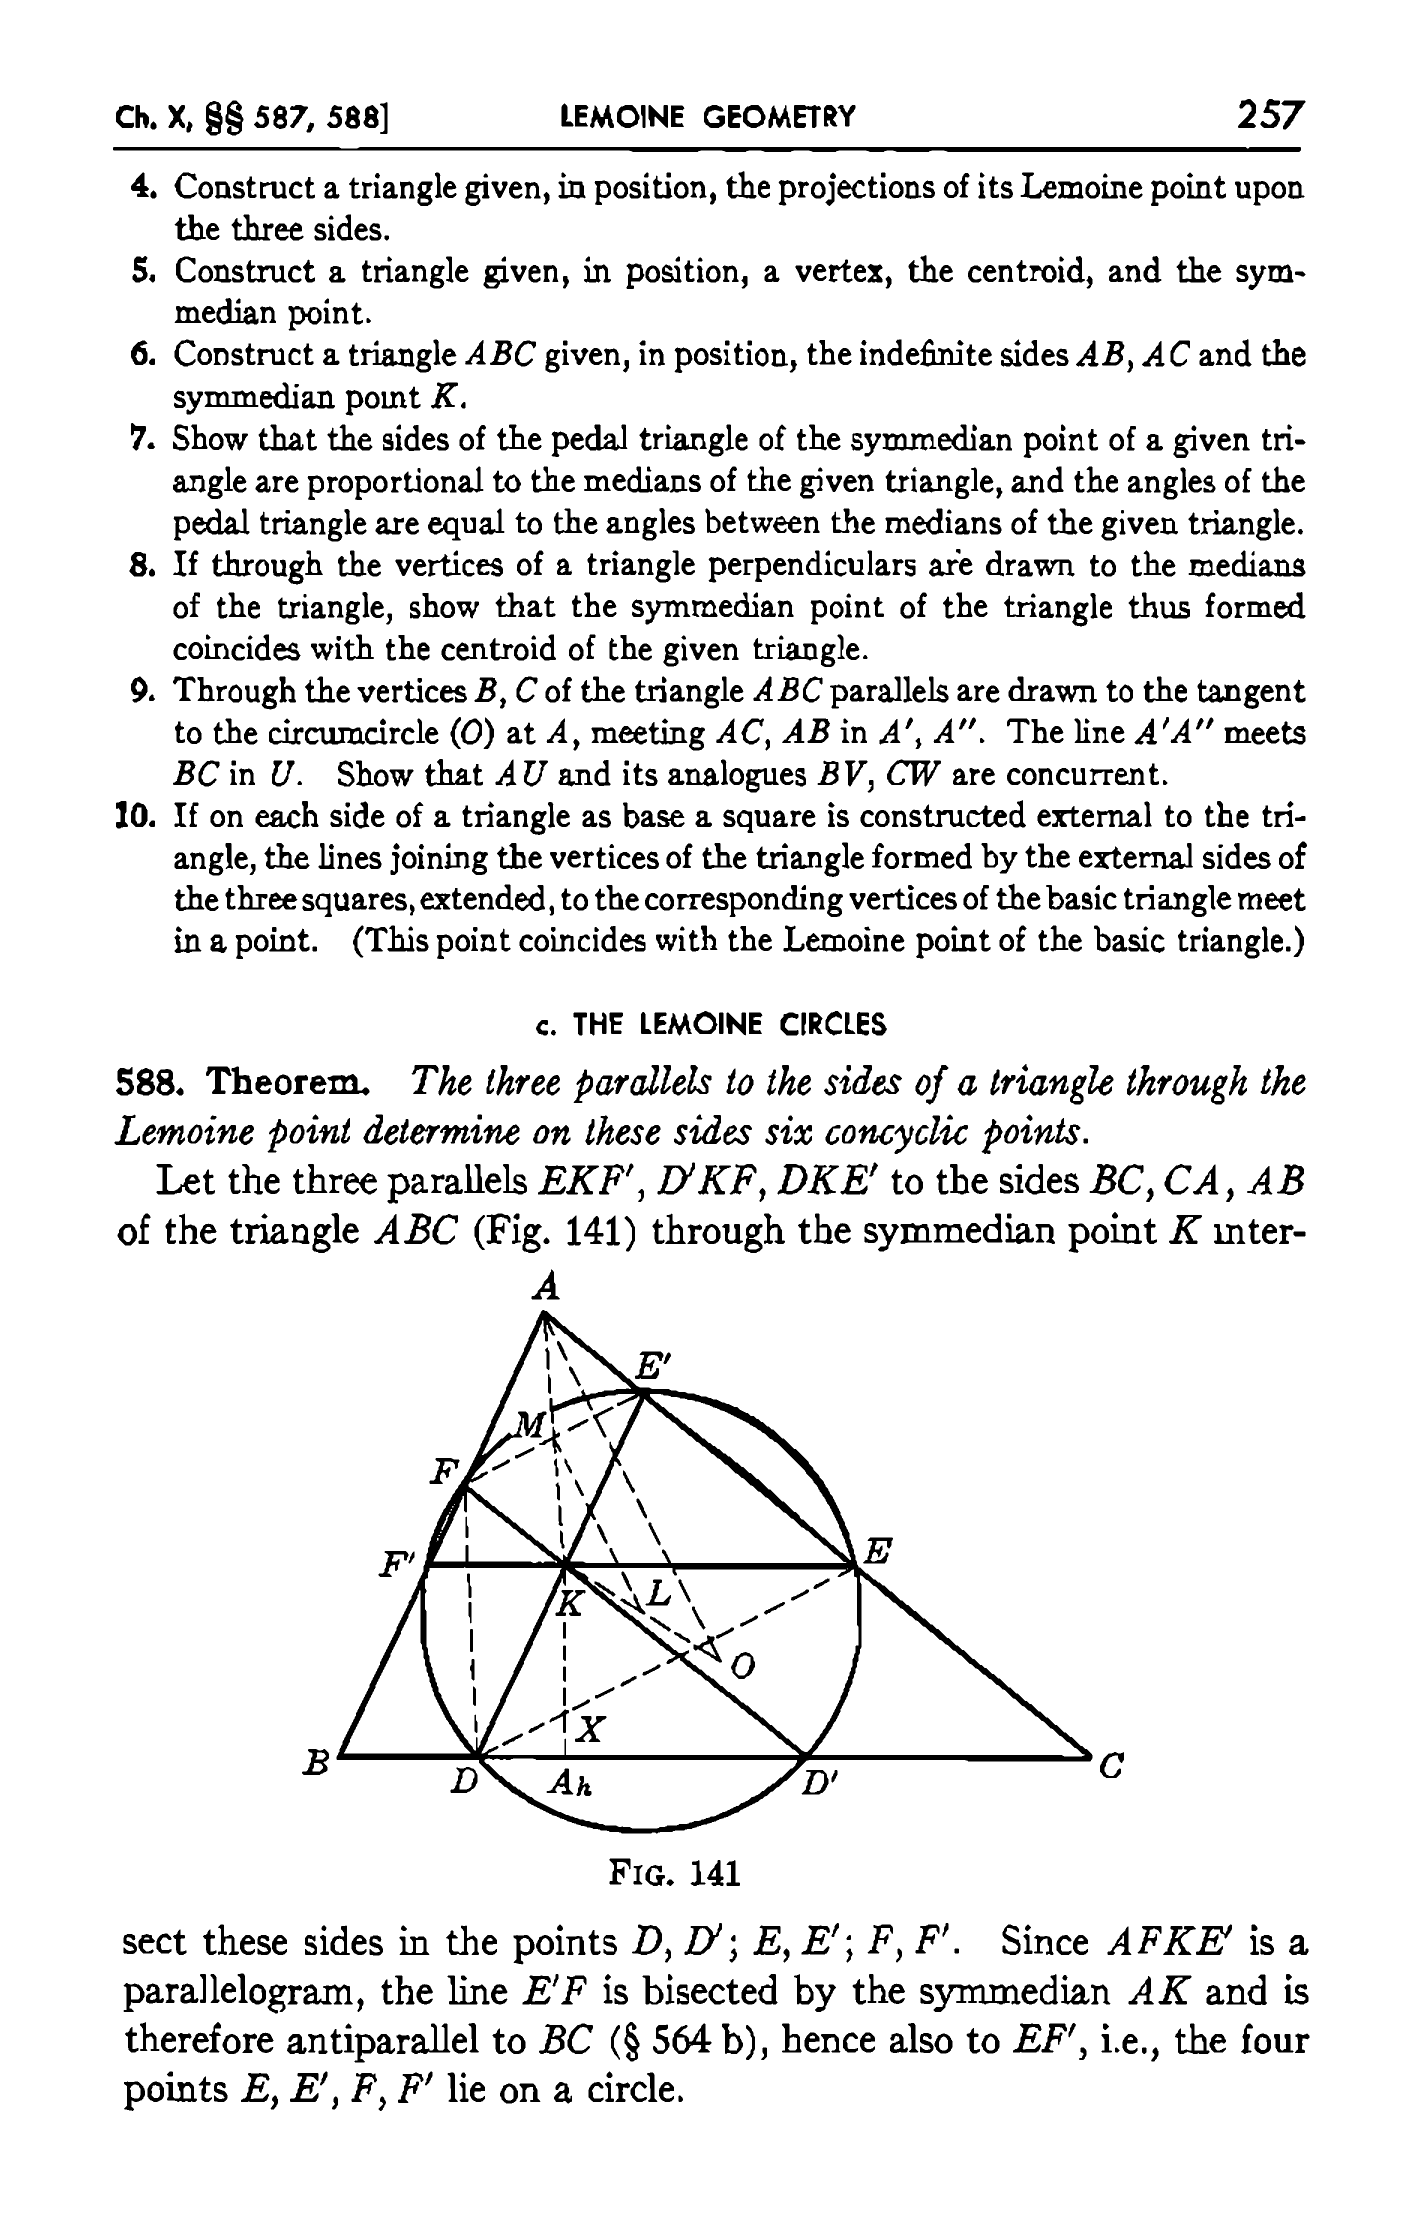 Ch. X, §§ 587, 588] LEMOINE GEOMETRY 257
4. Construct a triangle given, in position, the projections of its Lemoine point upon
the three sides.
5. Construct a triangle given, in position, a vertex, the centroid, and the sym-
median point.
6. Construct a triangle ABC given, in position, the indefinite sides AB, AC and the
symmedian point K.
7. Show that the sides of the pedal triangle of the symmedian point of a given tri-
angle are proportional to the medians of the given triangle, and the angles of the
pedal triangle are equal to the angles between the medians of the given triangle.
8. If through the vertices of a triangle perpendiculars are drawn to the medians
of the triangle, show that the symmedian point of the triangle thus formed
coincides with the centroid of the given triangle.
9. Through the vertices B, C of the triangle ABC parallels are drawn to the tangent
to the circumcircle (O) at A, meeting AC, AB in A', A''. The line A'A'' meets
BC in U. Show that AU and its analogues BV, CW are concurrent.
10. If on each side of a triangle as base a square is constructed external to the tri-
angle, the lines joining the vertices of the triangle formed by the external sides of
the three squares, extended, to the corresponding vertices of the basic triangle meet
in a point. (This point coincides with the Lemoine point of the basic triangle.)
c. THE LEMOINE CIRCLES
588. Theorem. The three parallels to the sides of a triangle through the
Lemoine point determine on these sides six concyclic points.
Let the three parallels EKF', D'KF, DKE' to the sides BC, CA, AB
of the triangle ABC (Fig. 141) through the symmedian point K inter-
A
E'
M
F
F'
E
K
L
O
X
B
D
Ah
D'
C
FIG. 141
sect these sides in the points D, D'; E, E'; F, F'. Since AFKE' is a
parallelogram, the line E'F is bisected by the symmedian AK and is
therefore antiparallel to BC (§ 564 b), hence also to EF', i.e., the four
points E, E', F, F' lie on a circle.